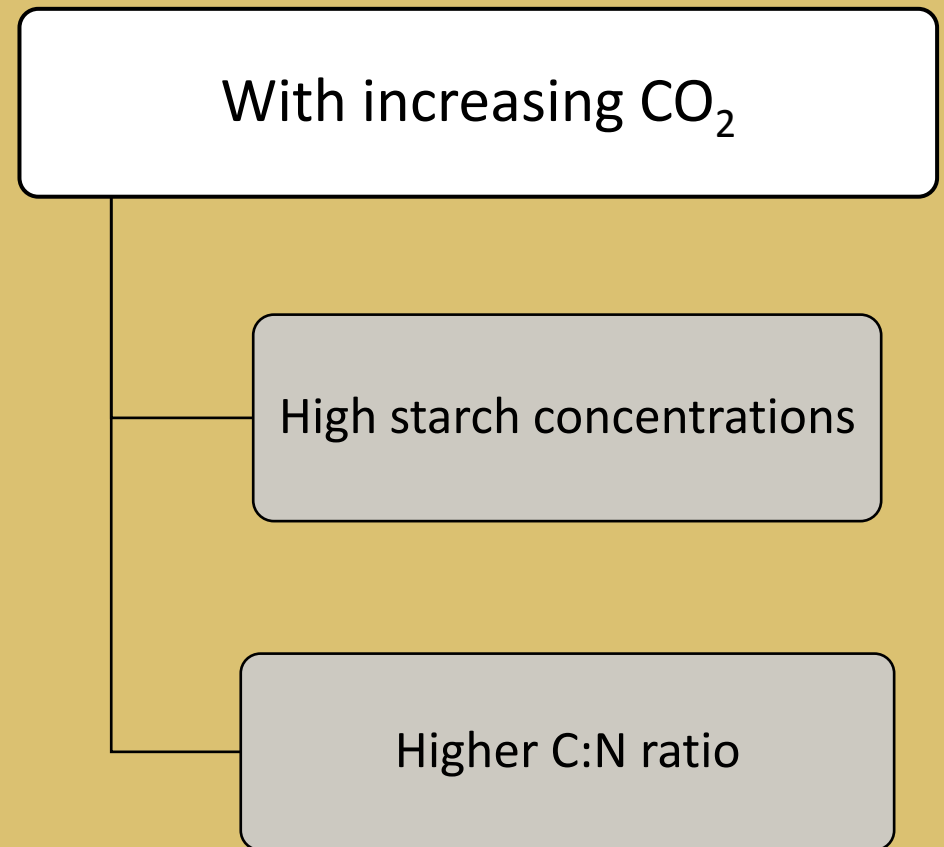 With increasing CO₂
High starch concentrations
Higher C:N ratio